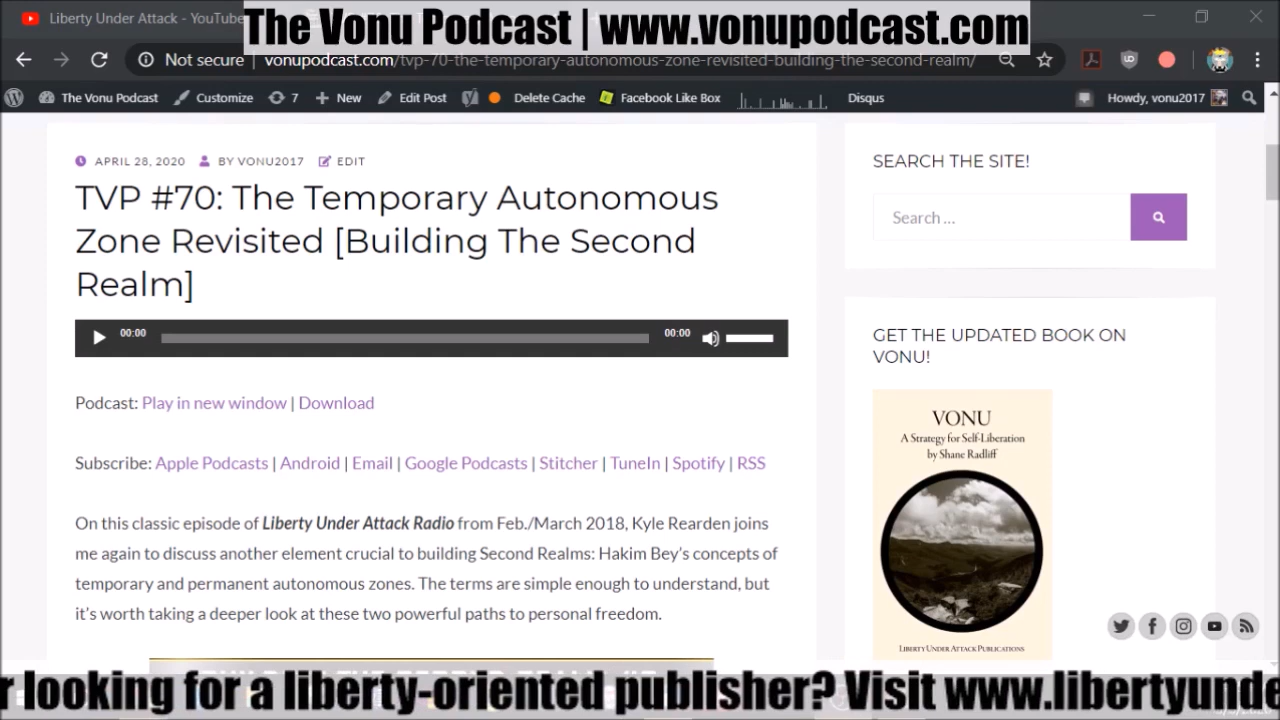 Liberty Under Attack - YouTube
The Vonu Podcast | www.vonupodcast.com
Not secure | vonupodcast.com/tvp-70-the-temporary-autonomous-zone-revisited-building-the-second-realm/
The Vonu Podcast Customize 7 New Edit Post Delete Cache Facebook Like Box Disqus Howdy, vonu2017
APRIL 28, 2020 BY VONU2017 EDIT
TVP #70: The Temporary Autonomous
Zone Revisited [Building The Second
Realm]
00:00 00:00
Podcast: Play in new window | Download
Subscribe: Apple Podcasts | Android | Email | Google Podcasts | Stitcher | TuneIn | Spotify | RSS
On this classic episode of Liberty Under Attack Radio from Feb./March 2018, Kyle Rearden joins
me again to discuss another element crucial to building Second Realms: Hakim Bey's concepts of
temporary and permanent autonomous zones. The terms are simple enough to understand, but
it's worth taking a deeper look at these two powerful paths to personal freedom.
SEARCH THE SITE!
Search ...
GET THE UPDATED BOOK ON
VONU!
VONU
A Strategy for Self-Liberation
by Shane Radliff
LIBERTY UNDER ATTACK PUBLICATIONS
r looking for a liberty-oriented publisher? Visit www.libertyunde